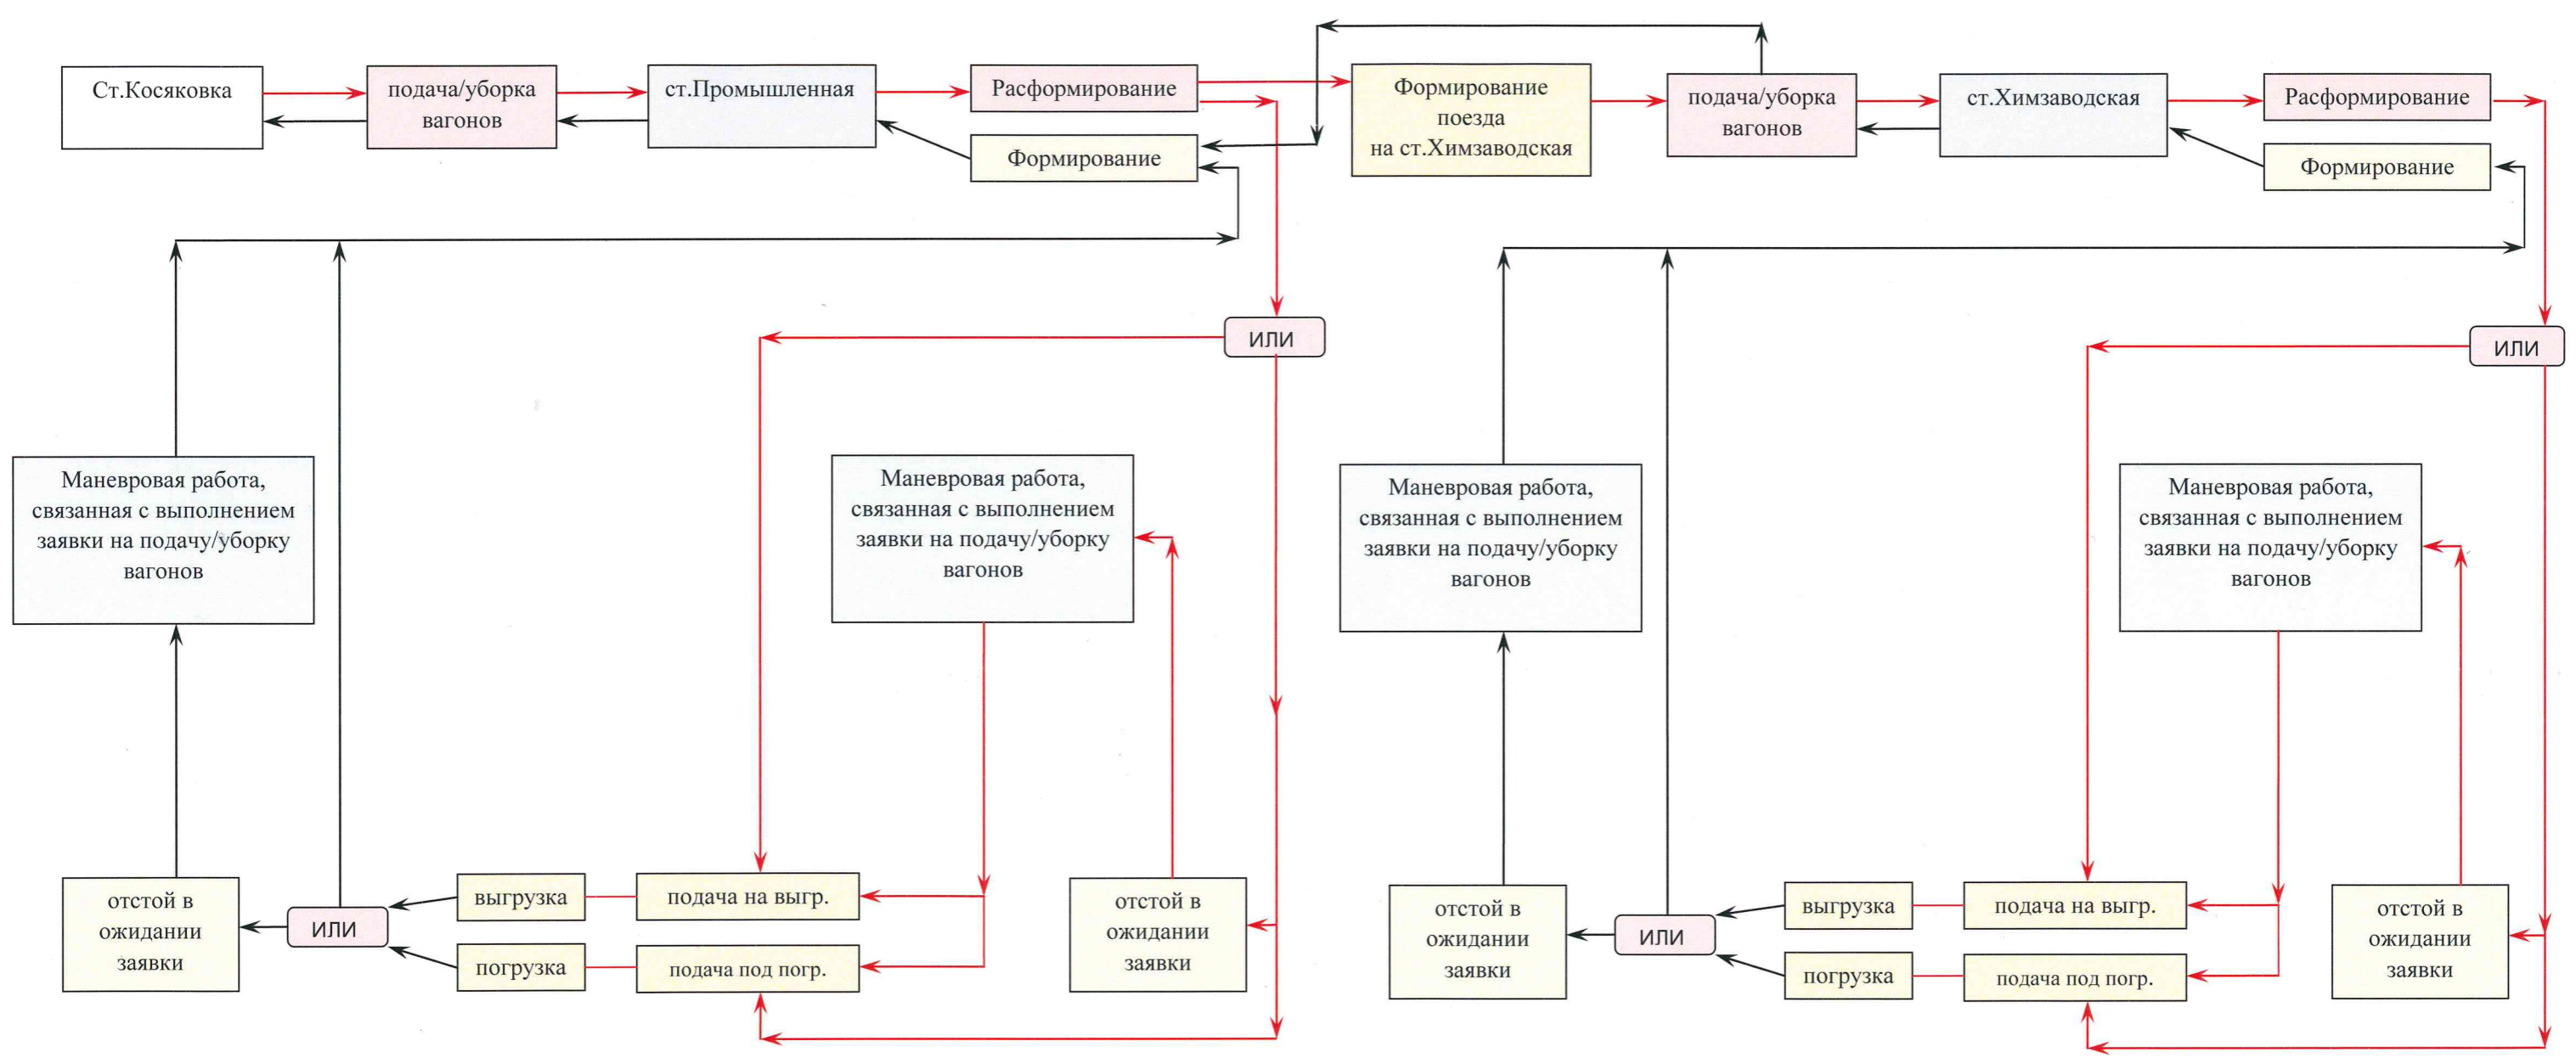 Ст.Косяковка
подача/уборка
вагонов
ст.Промышленная
Расформирование
Формирование
Формирование
поезда
на ст.Химзаводская
подача/уборка
вагонов
ст.Химзаводская
Расформирование
Формирование
ИЛИ
ИЛИ
Маневровая работа,
связанная с выполнением
заявки на подачу/уборку
вагонов
Маневровая работа,
связанная с выполнением
заявки на подачу/уборку
вагонов
Маневровая работа,
связанная с выполнением
заявки на подачу/уборку
вагонов
Маневровая работа,
связанная с выполнением
заявки на подачу/уборку
вагонов
отстой в
ожидании
заявки
ИЛИ
выгрузка
погрузка
подача на выгр.
подача под погр.
отстой в
ожидании
заявки
отстой в
ожидании
заявки
ИЛИ
выгрузка
погрузка
подача на выгр.
подача под погр.
отстой в
ожидании
заявки